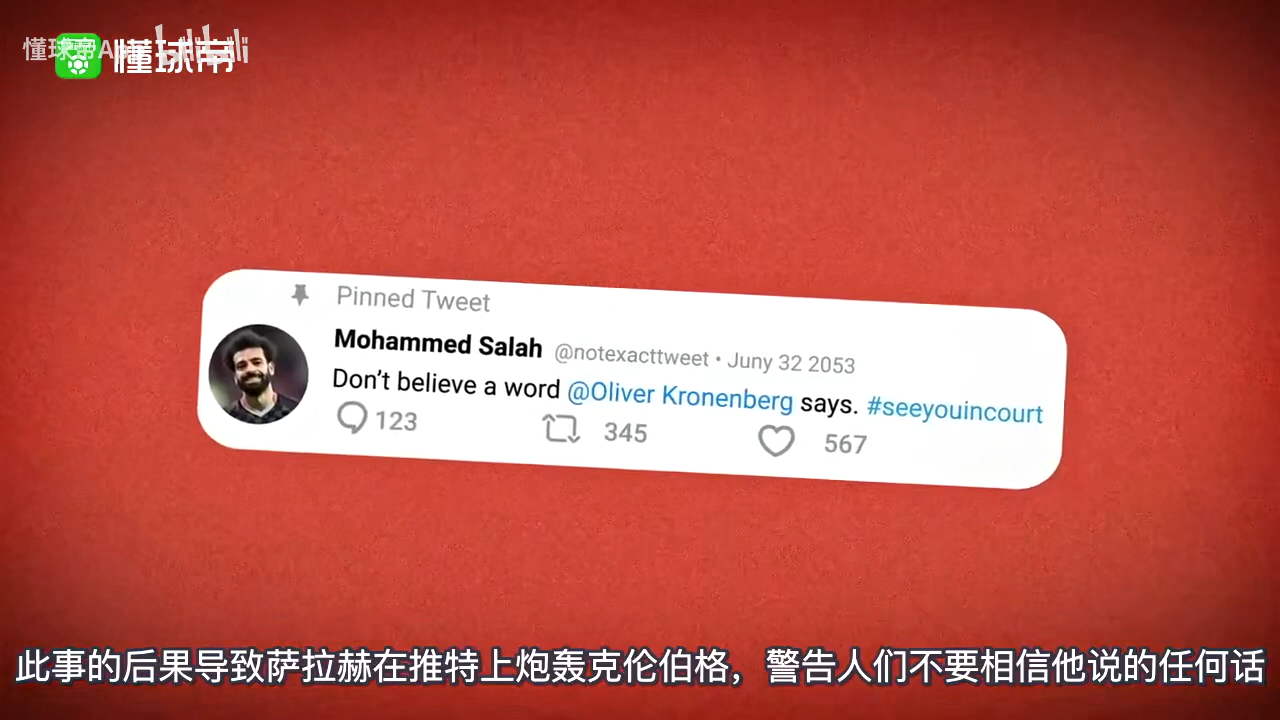 懂球帝
Pinned Tweet
Mohammed Salah @notexacttweet • Juny 32 2053
Don't believe a word @Oliver Kronenberg says. #seeyouincourt
123 345 567
此事的后果导致萨拉赫在推特上炮轰克伦伯格，警告人们不要相信他说的任何话